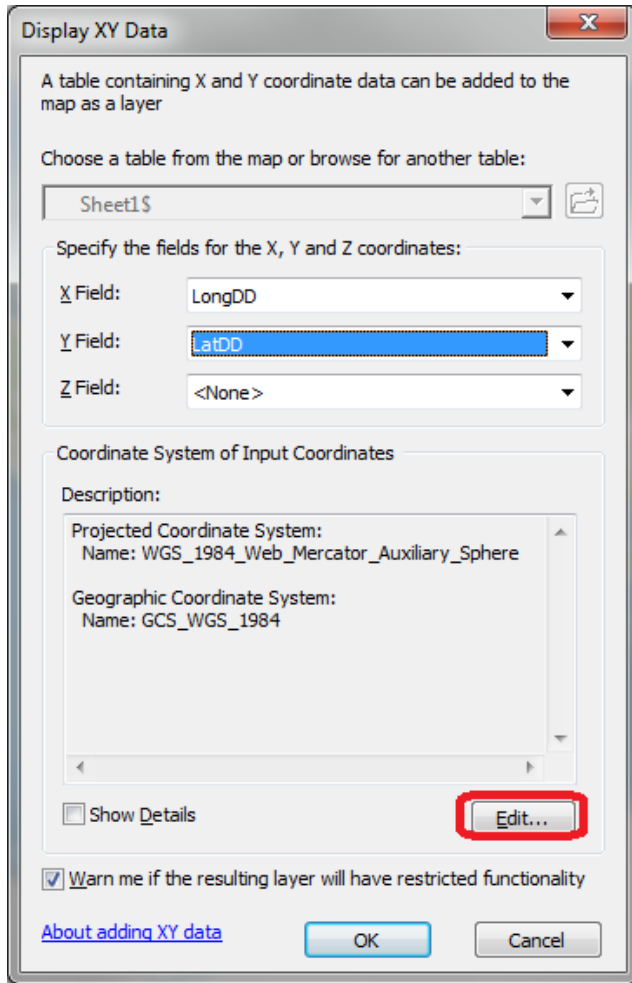 Display XY Data
A table containing X and Y coordinate data can be added to the
map as a layer
Choose a table from the map or browse for another table:
Sheet1$
Specify the fields for the X, Y and Z coordinates:
X Field:
LongDD
Y Field:
LatDD
Z Field:
<None>
Coordinate System of Input Coordinates
Description:
Projected Coordinate System:
Name: WGS_1984_Web_Mercator_Auxiliary_Sphere
Geographic Coordinate System:
Name: GCS_WGS_1984
Show Details
Edit...
Warn me if the resulting layer will have restricted functionality
About adding XY data
OK
Cancel